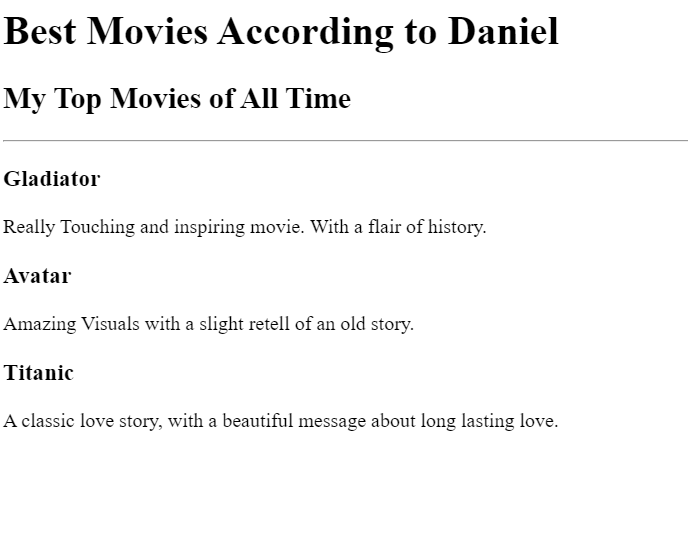 Best Movies According to Daniel
My Top Movies of All Time
Gladiator
Really Touching and inspiring movie. With a flair of history.
Avatar
Amazing Visuals with a slight retell of an old story.
Titanic
A classic love story, with a beautiful message about long lasting love.